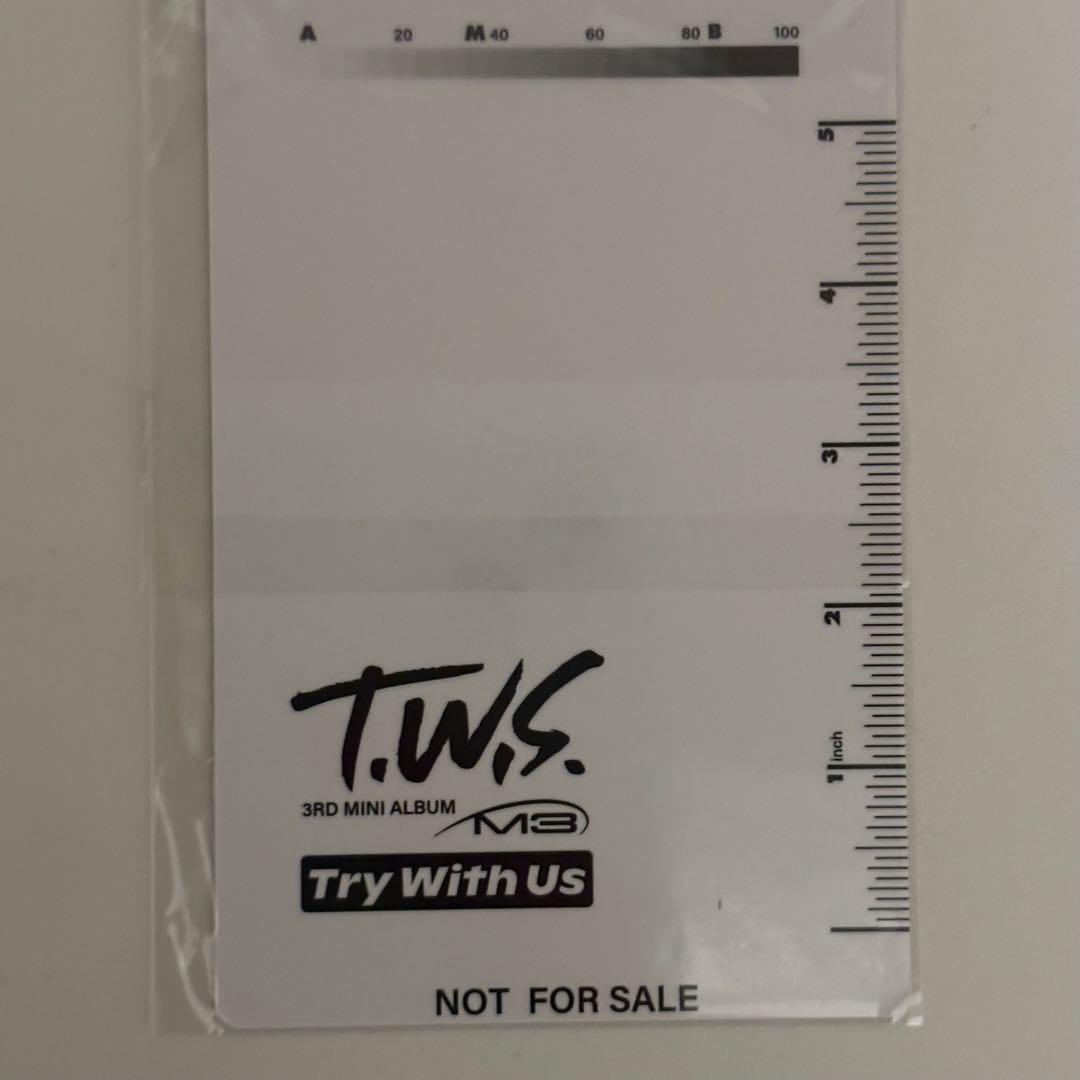 A 20 M 40 60 80 B 100
5
4
3
2
1 inch
T.W.S.
3RD MINI ALBUM M3
Try With Us
NOT FOR SALE